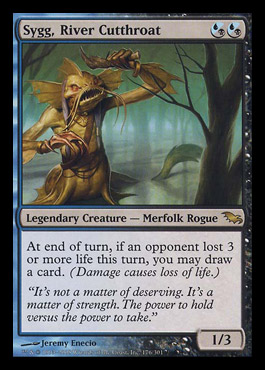 Sygg, River Cutthroat
Legendary Creature — Merfolk Rogue
At end of turn, if an opponent lost 3
or more life this turn, you may draw
a card. (Damage causes loss of life.)
“It’s not a matter of deserving. It’s a
matter of strength. The power to hold
versus the power to take.”
Jeremy Enecio
1/3
176/301